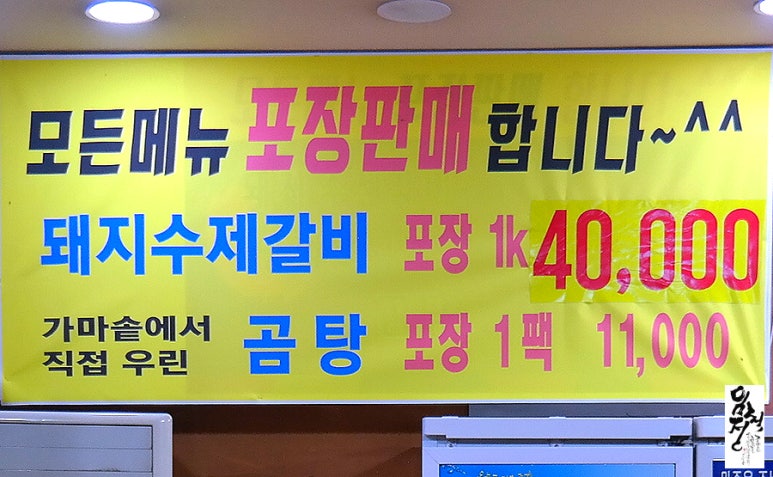 모든메뉴 포장판매 합니다~^^
돼지수제갈비 포장 1k 40,000
가마솥에서
직접 우린
곰탕 포장 1팩 11,000